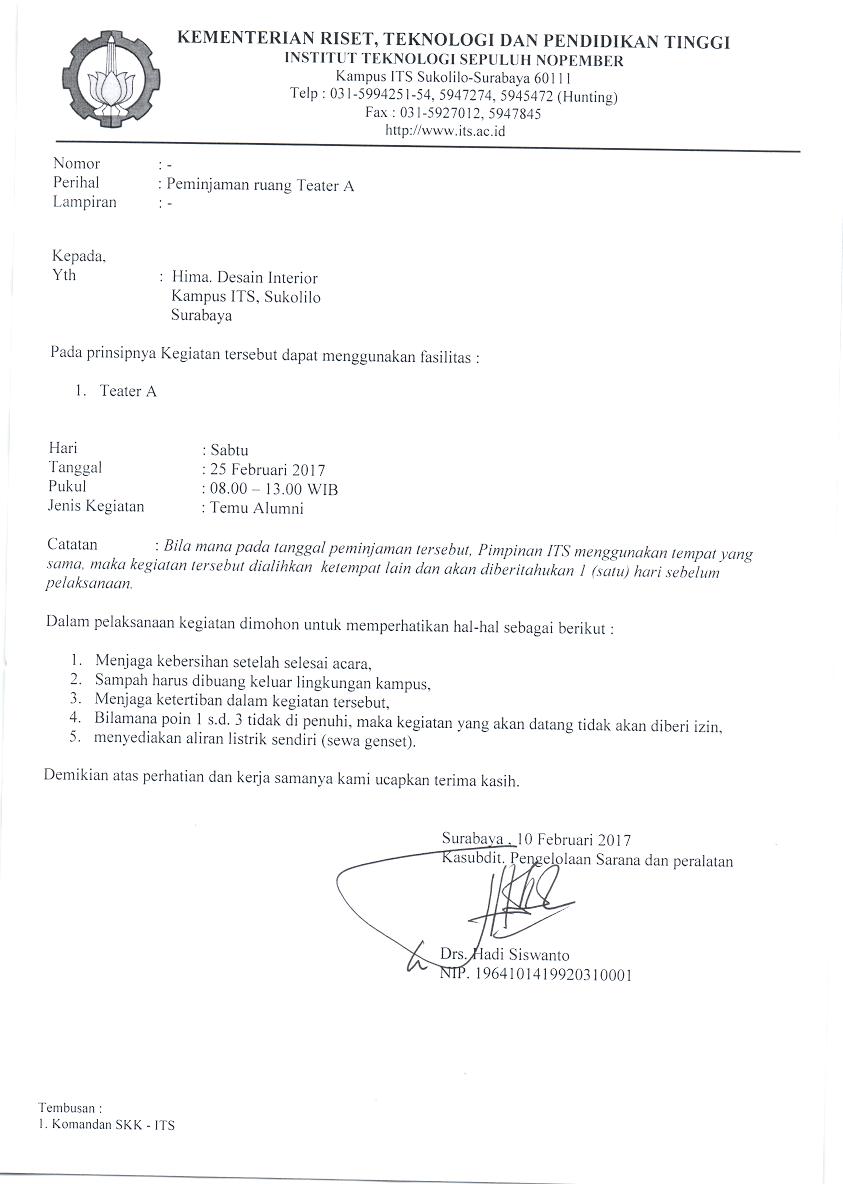 KEMENTERIAN RISET, TEKNOLOGI DAN PENDIDIKAN TINGGI
INSTITUT TEKNOLOGI SEPULUH NOPEMBER
Kampus ITS Sukolilo-Surabaya 60111
Telp : 031-5994251-54, 5947274, 5945472 (Hunting)
Fax : 031-5927012, 5947845
http://www.its.ac.id
Nomor : -
Perihal : Peminjaman ruang Teater A
Lampiran : -
Kepada,
Yth : Hima. Desain Interior
Kampus ITS, Sukolilo
Surabaya
Pada prinsipnya Kegiatan tersebut dapat menggunakan fasilitas :
1. Teater A
Hari : Sabtu
Tanggal : 25 Februari 2017
Pukul : 08.00 – 13.00 WIB
Jenis Kegiatan : Temu Alumni
Catatan : Bila mana pada tanggal peminjaman tersebut, Pimpinan ITS menggunakan tempat yang
sama, maka kegiatan tersebut dialihkan ketempat lain dan akan diberitahukan 1 (satu) hari sebelum
pelaksanaan.
Dalam pelaksanaan kegiatan dimohon untuk memperhatikan hal-hal sebagai berikut :
1. Menjaga kebersihan setelah selesai acara,
2. Sampah harus dibuang keluar lingkungan kampus,
3. Menjaga ketertiban dalam kegiatan tersebut,
4. Bilamana poin 1 s.d. 3 tidak di penuhi, maka kegiatan yang akan datang tidak akan diberi izin,
5. menyediakan aliran listrik sendiri (sewa genset).
Demikian atas perhatian dan kerja samanya kami ucapkan terima kasih.
Surabaya , 10 Februari 2017
Kasubdit. Pengelolaan Sarana dan peralatan
Drs. Hadi Siswanto
NIP. 1964101419920310001
Tembusan :
1. Komandan SKK - ITS